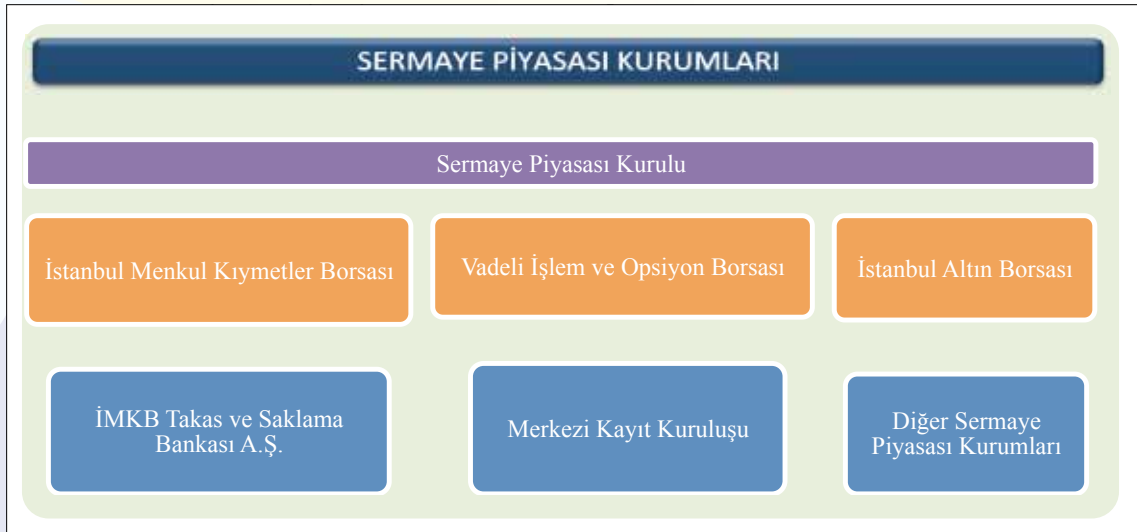 SERMAYE PİYASASI KURUMLARI
Sermaye Piyasası Kurulu
İstanbul Menkul Kıymetler Borsası
Vadeli İşlem ve Opsiyon Borsası
İstanbul Altın Borsası
İMKB Takas ve Saklama
Bankası A.Ş.
Merkezi Kayıt Kuruluşu
Diğer Sermaye
Piyasası Kurumları